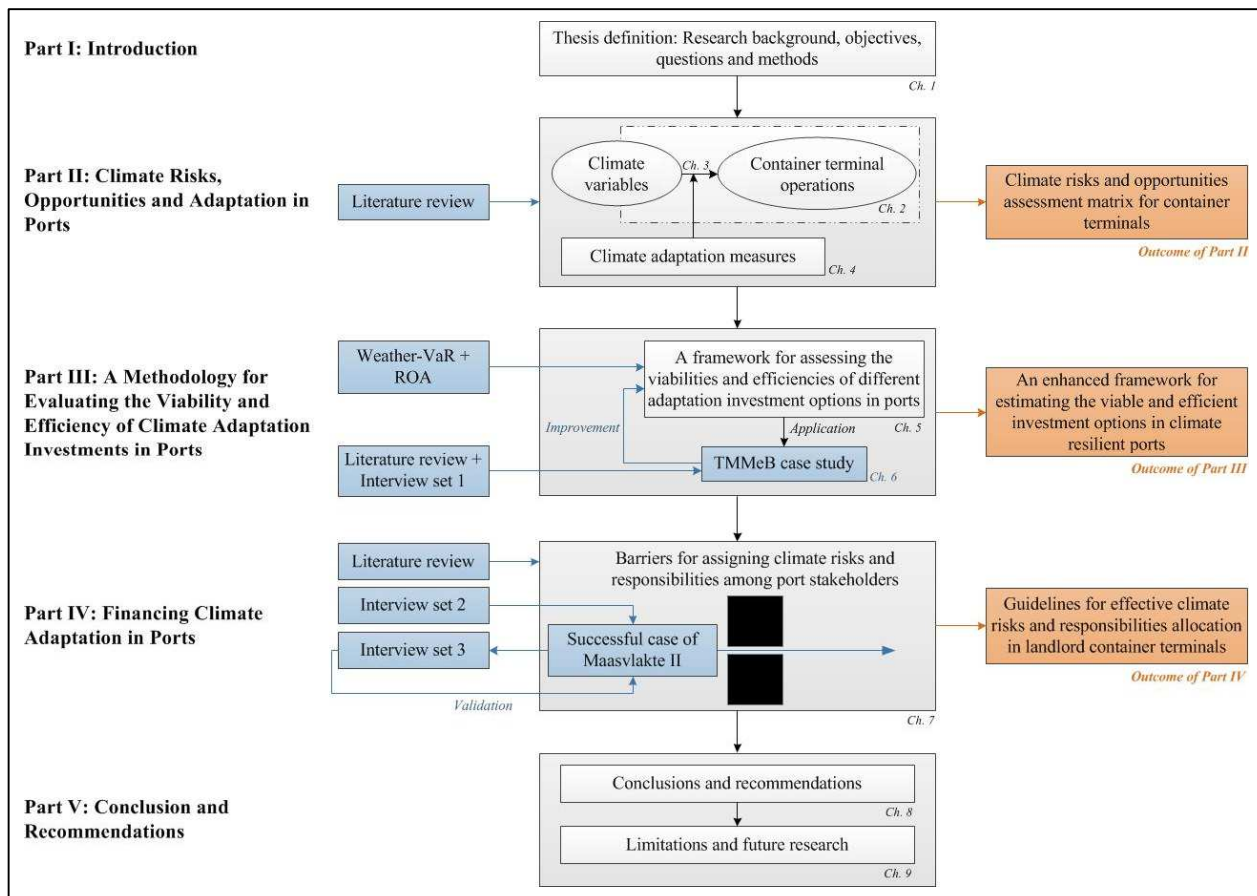 Part I: Introduction
Thesis definition: Research background, objectives,
questions and methods
Ch. 1
Part II: Climate Risks,
Opportunities and Adaptation in
Ports
Literature review
Climate
variables
Ch. 3
Container terminal
operations
Ch. 2
Climate adaptation measures
Ch. 4
Climate risks and opportunities
assessment matrix for container
terminals
Outcome of Part II
Part III: A Methodology for
Evaluating the Viability and
Efficiency of Climate Adaptation
Investments in Ports
Weather-VaR +
ROA
Literature review +
Interview set 1
A framework for assessing the
viabilities and efficiencies of different
adaptation investment options in ports
Ch. 5
Improvement
Application
TMMeB case study
Ch. 6
An enhanced framework for
estimating the viable and efficient
investment options in climate
resilient ports
Outcome of Part III
Part IV: Financing Climate
Adaptation in Ports
Literature review
Interview set 2
Interview set 3
Validation
Barriers for assigning climate risks and
responsibilities among port stakeholders
Successful case of
Maasvlakte II
Ch. 7
Guidelines for effective climate
risks and responsibilities allocation
in landlord container terminals
Outcome of Part IV
Part V: Conclusion and
Recommendations
Conclusions and recommendations
Ch. 8
Limitations and future research
Ch. 9